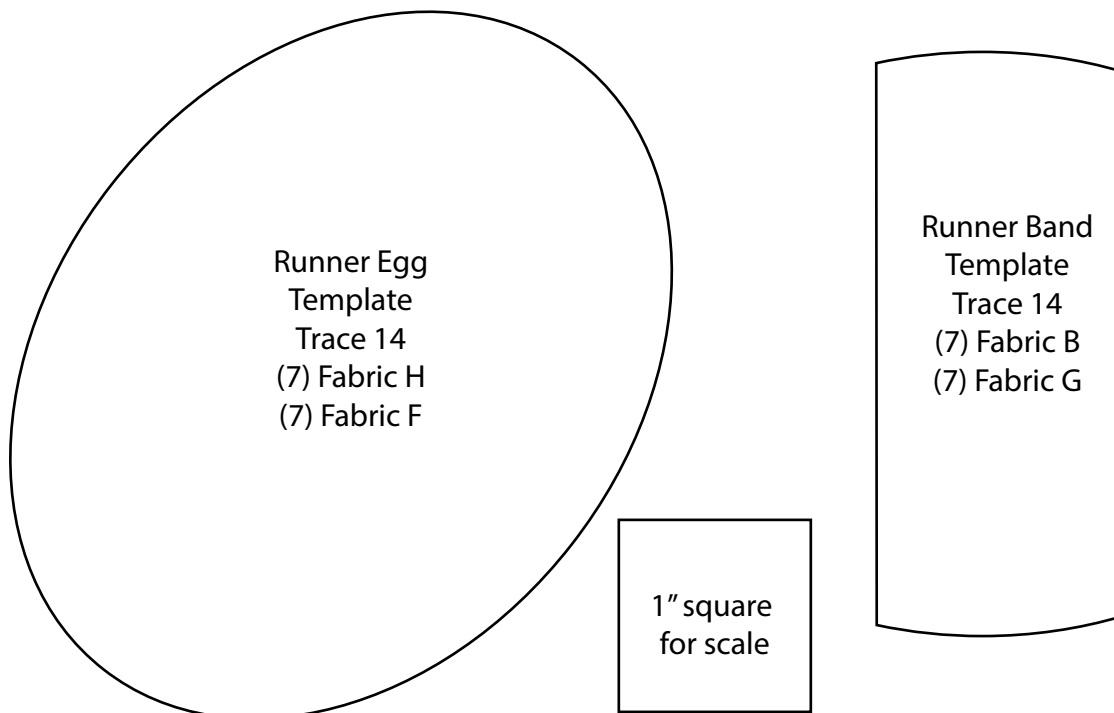 Runner Egg
Template
Trace 14
(7) Fabric H
(7) Fabric F
Runner Band
Template
Trace 14
(7) Fabric B
(7) Fabric G
1” square
for scale